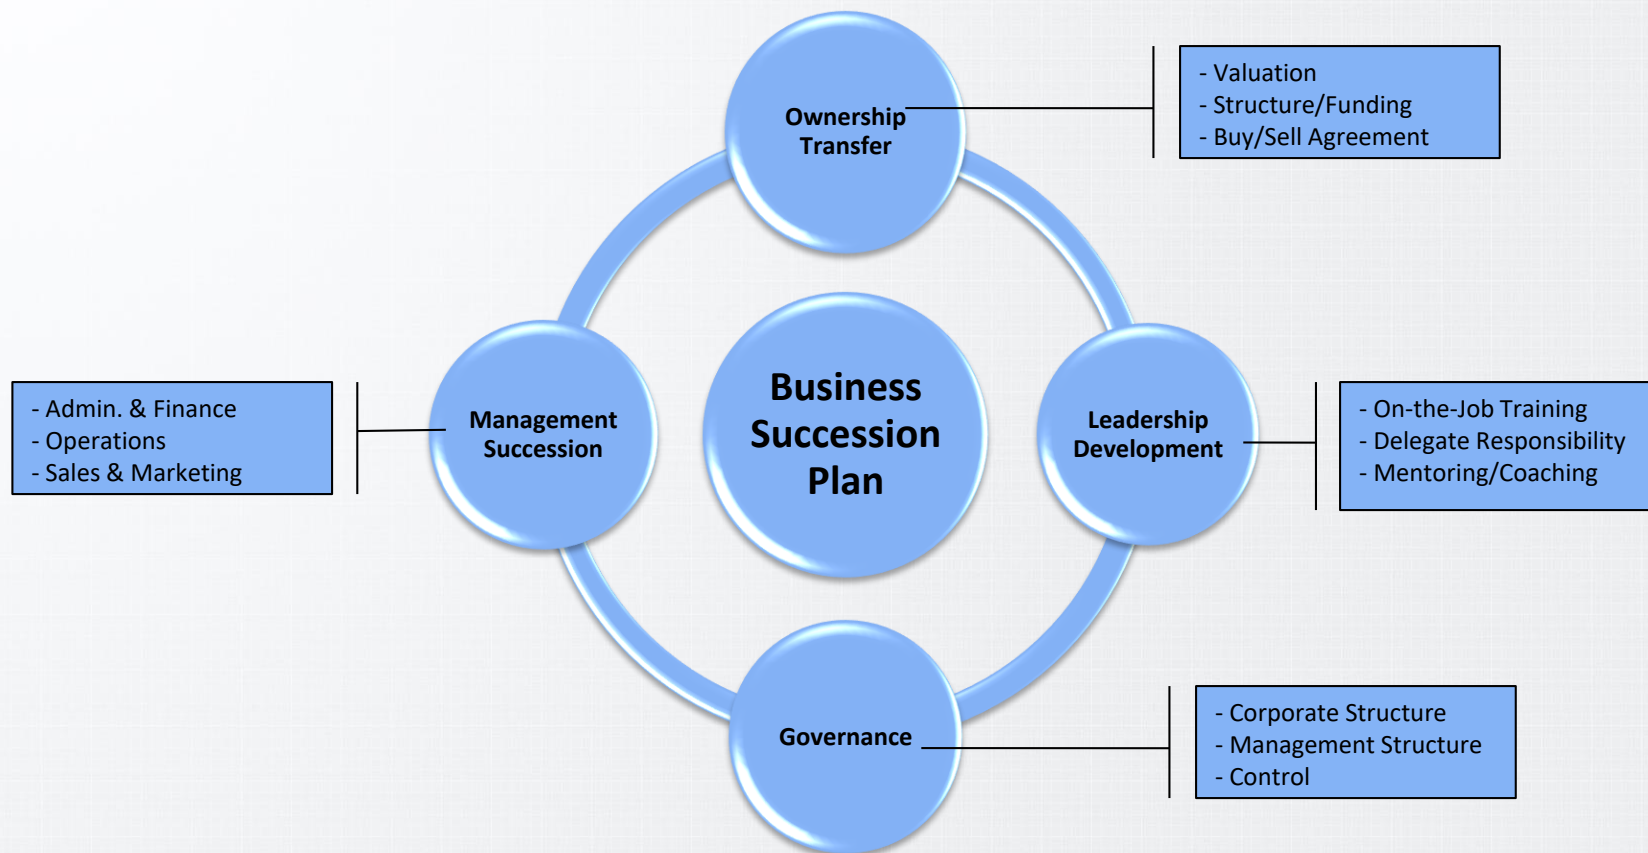 Ownership
Transfer
- Valuation
- Structure/Funding
- Buy/Sell Agreement
Business
Succession
Plan
Management
Succession
- Admin. & Finance
- Operations
- Sales & Marketing
Leadership
Development
- On-the-Job Training
- Delegate Responsibility
- Mentoring/Coaching
Governance
- Corporate Structure
- Management Structure
- Control